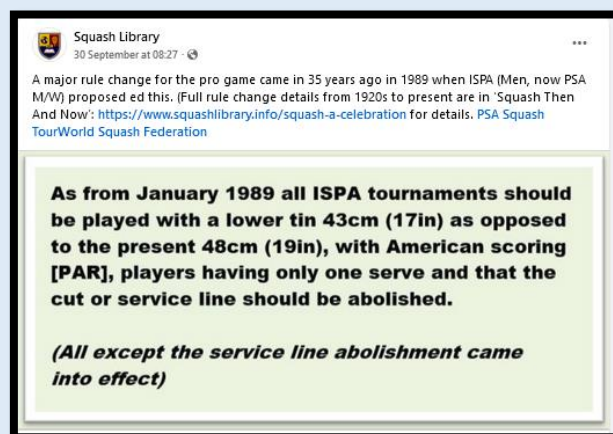 Squash Library
30 September at 08:27 ·
A major rule change for the pro game came in 35 years ago in 1989 when ISPA (Men, now PSA
M/W) proposed ed this. (Full rule change details from 1920s to present are in 'Squash Then
And Now': https://www.squashlibrary.info/squash-a-celebration for details. PSA Squash
TourWorld Squash Federation
As from January 1989 all ISPA tournaments should
be played with a lower tin 43cm (17in) as opposed
to the present 48cm (19in), with American scoring
[PAR], players having only one serve and that the
cut or service line should be abolished.
(All except the service line abolishment came
into effect)